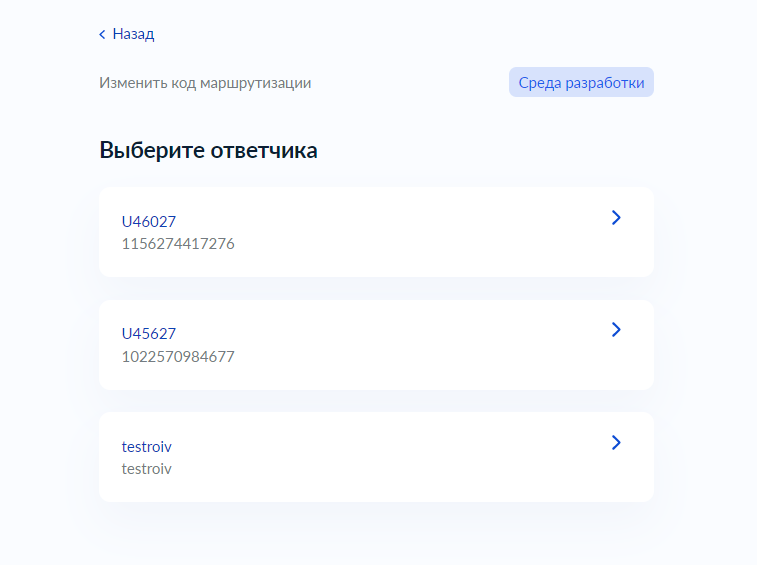 Назад
Изменить код маршрутизации
Среда разработки
Выберите ответчика
U46027
1156274417276
U45627
1022570984677
testroiv
testroiv